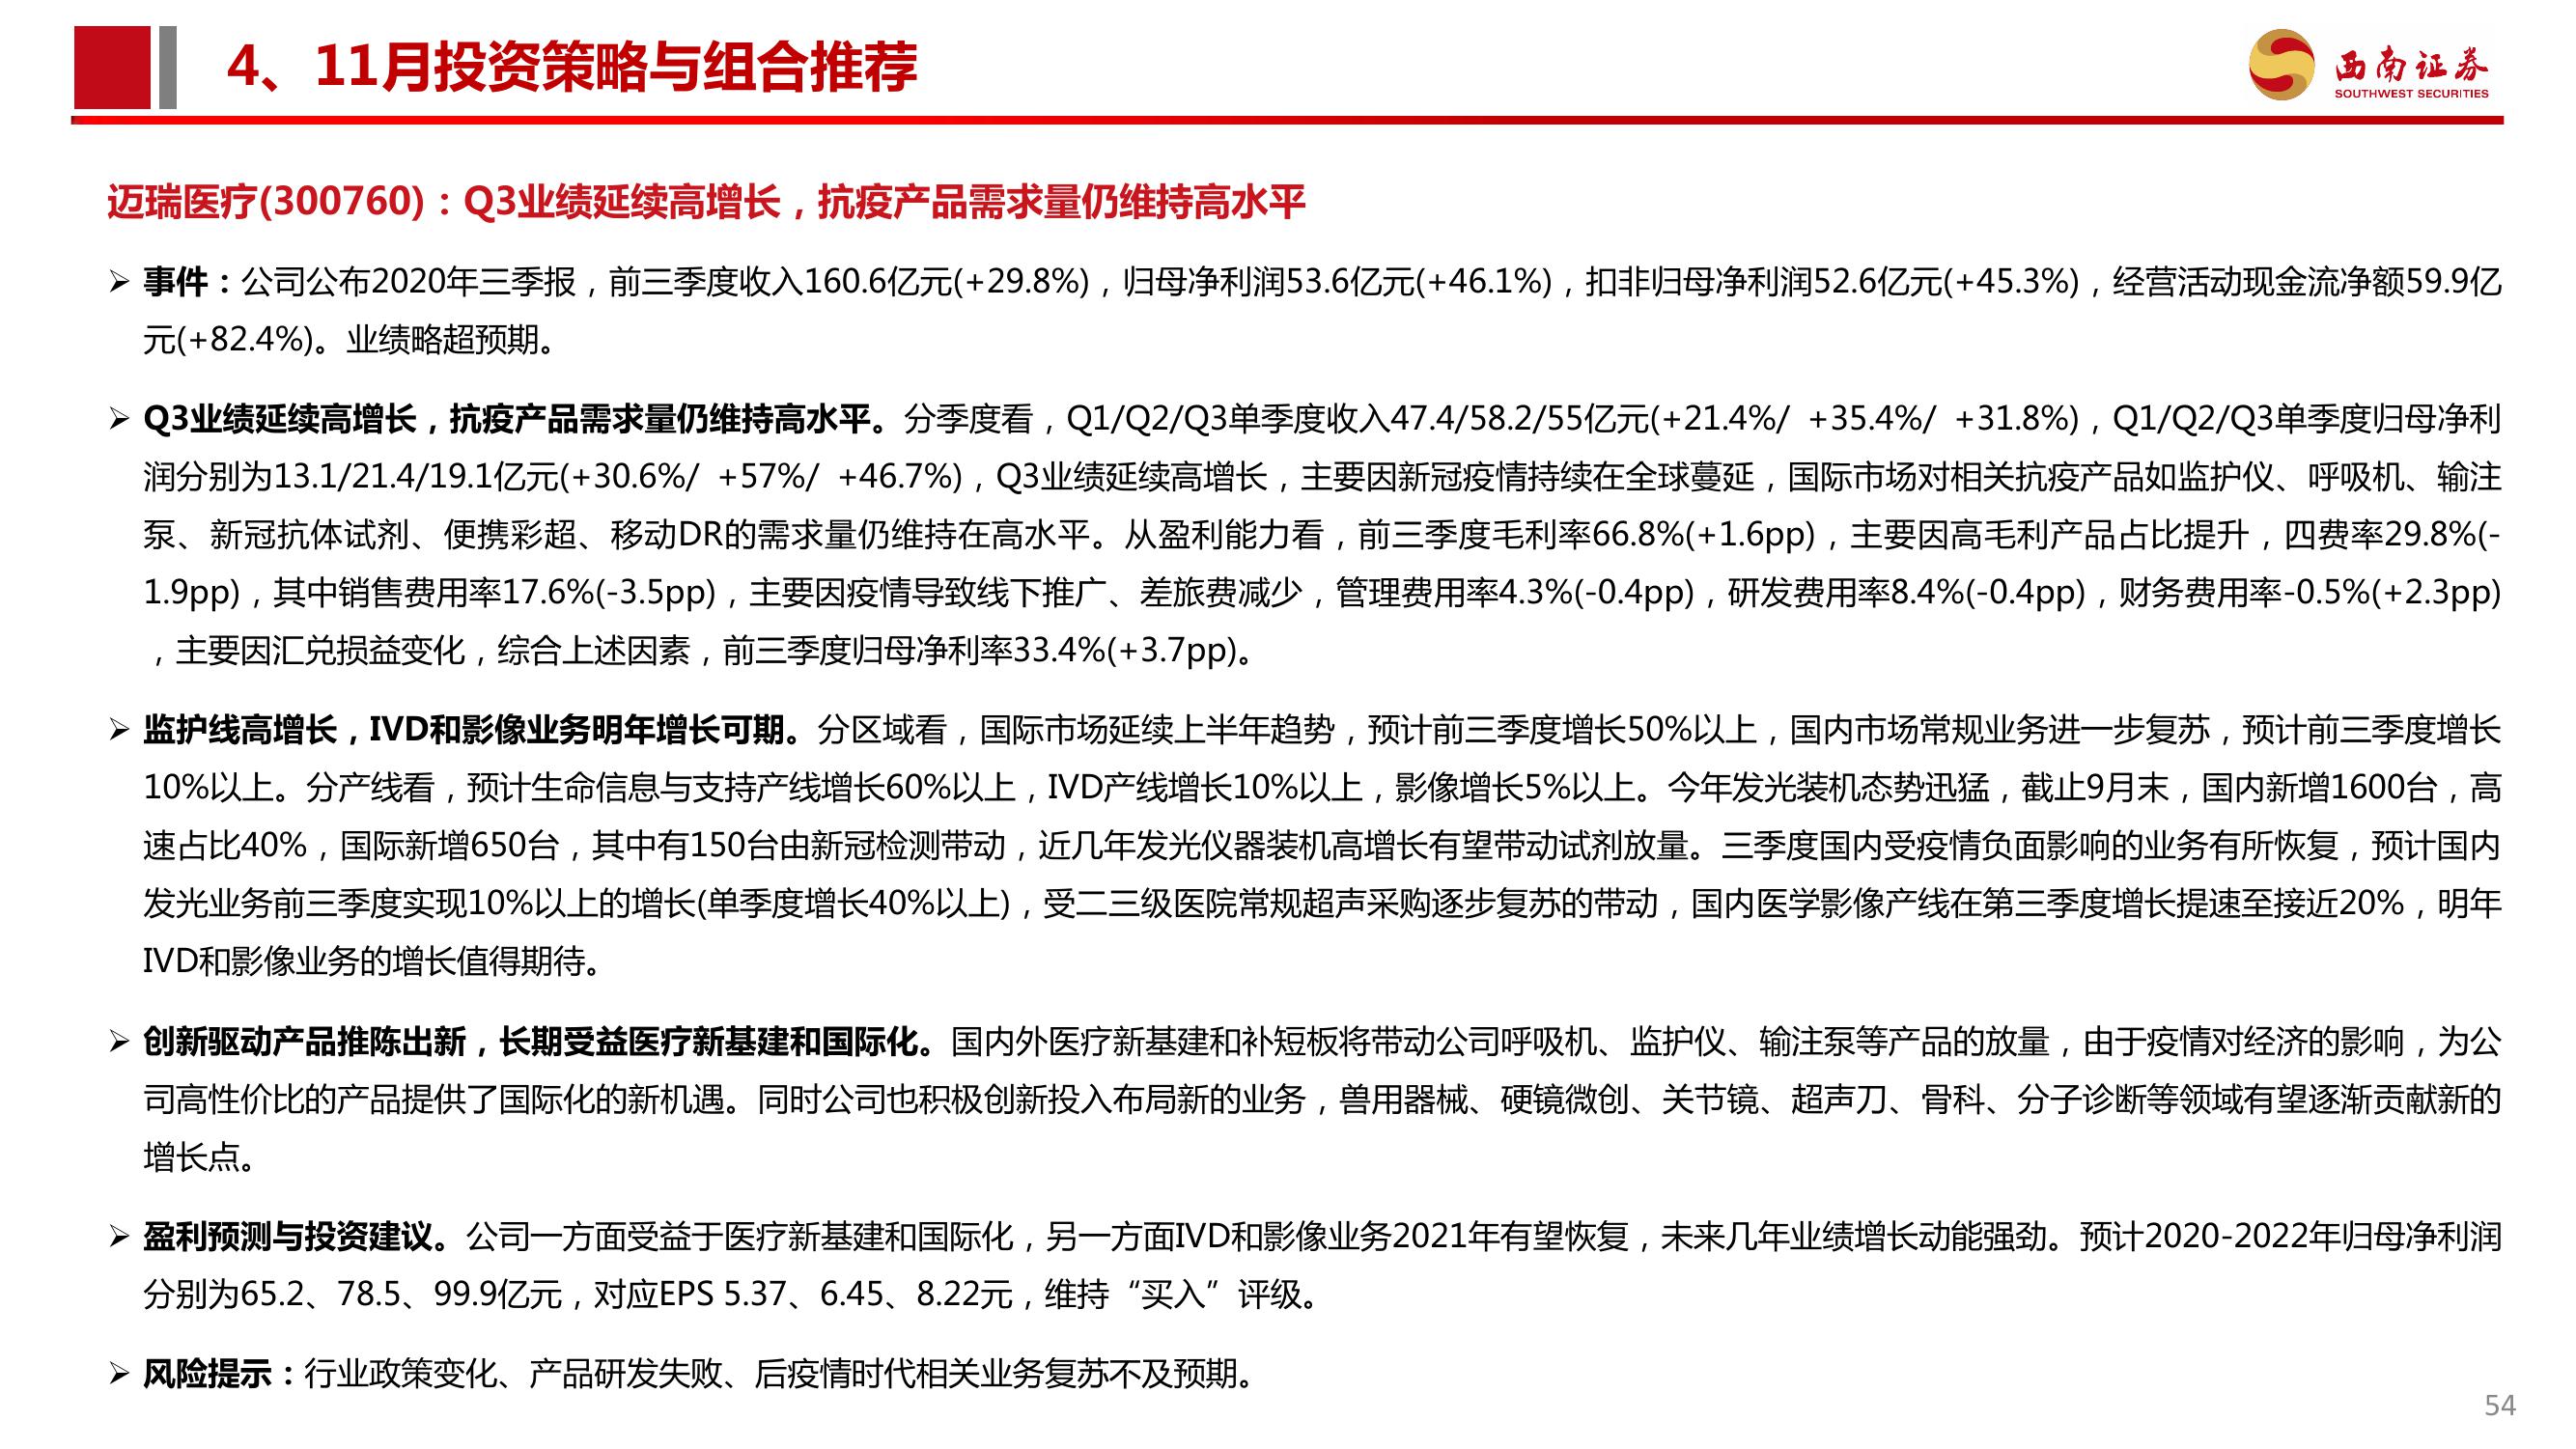 4、11月投资策略与组合推荐
西南证券
SOUTHWEST SECURITIES
迈瑞医疗(300760)：Q3业绩延续高增长，抗疫产品需求量仍维持高水平
➢ 事件：公司公布2020年三季报，前三季度收入160.6亿元(+29.8%)，归母净利润53.6亿元(+46.1%)，扣非归母净利润52.6亿元(+45.3%)，经营活动现金流净额59.9亿
元(+82.4%)。业绩略超预期。
➢ Q3业绩延续高增长，抗疫产品需求量仍维持高水平。分季度看，Q1/Q2/Q3单季度收入47.4/58.2/55亿元(+21.4%/ +35.4%/ +31.8%)，Q1/Q2/Q3单季度归母净利
润分别为13.1/21.4/19.1亿元(+30.6%/ +57%/ +46.7%)，Q3业绩延续高增长，主要因新冠疫情持续在全球蔓延，国际市场对相关抗疫产品如监护仪、呼吸机、输注
泵、新冠抗体试剂、便携彩超、移动DR的需求量仍维持在高水平。从盈利能力看，前三季度毛利率66.8%(+1.6pp)，主要因高毛利产品占比提升，四费率29.8%(-
1.9pp)，其中销售费用率17.6%(-3.5pp)，主要因疫情导致线下推广、差旅费减少，管理费用率4.3%(-0.4pp)，研发费用率8.4%(-0.4pp)，财务费用率-0.5%(+2.3pp)
，主要因汇兑损益变化，综合上述因素，前三季度归母净利率33.4%(+3.7pp)。
➢ 监护线高增长，IVD和影像业务明年增长可期。分区域看，国际市场延续上半年趋势，预计前三季度增长50%以上，国内市场常规业务进一步复苏，预计前三季度增长
10%以上。分产线看，预计生命信息与支持产线增长60%以上，IVD产线增长10%以上，影像增长5%以上。今年发光装机态势迅猛，截止9月末，国内新增1600台，高
速占比40%，国际新增650台，其中有150台由新冠检测带动，近几年发光仪器装机高增长有望带动试剂放量。三季度国内受疫情负面影响的业务有所恢复，预计国内
发光业务前三季度实现10%以上的增长(单季度增长40%以上)，受二三级医院常规超声采购逐步复苏的带动，国内医学影像产线在第三季度增长提速至接近20%，明年
IVD和影像业务的增长值得期待。
➢ 创新驱动产品推陈出新，长期受益医疗新基建和国际化。国内外医疗新基建和补短板将带动公司呼吸机、监护仪、输注泵等产品的放量，由于疫情对经济的影响，为公
司高性价比的产品提供了国际化的新机遇。同时公司也积极创新投入布局新的业务，兽用器械、硬镜微创、关节镜、超声刀、骨科、分子诊断等领域有望逐渐贡献新的
增长点。
➢ 盈利预测与投资建议。公司一方面受益于医疗新基建和国际化，另一方面IVD和影像业务2021年有望恢复，未来几年业绩增长动能强劲。预计2020-2022年归母净利润
分别为65.2、78.5、99.9亿元，对应EPS 5.37、6.45、8.22元，维持“买入”评级。
➢ 风险提示：行业政策变化、产品研发失败、后疫情时代相关业务复苏不及预期。
54